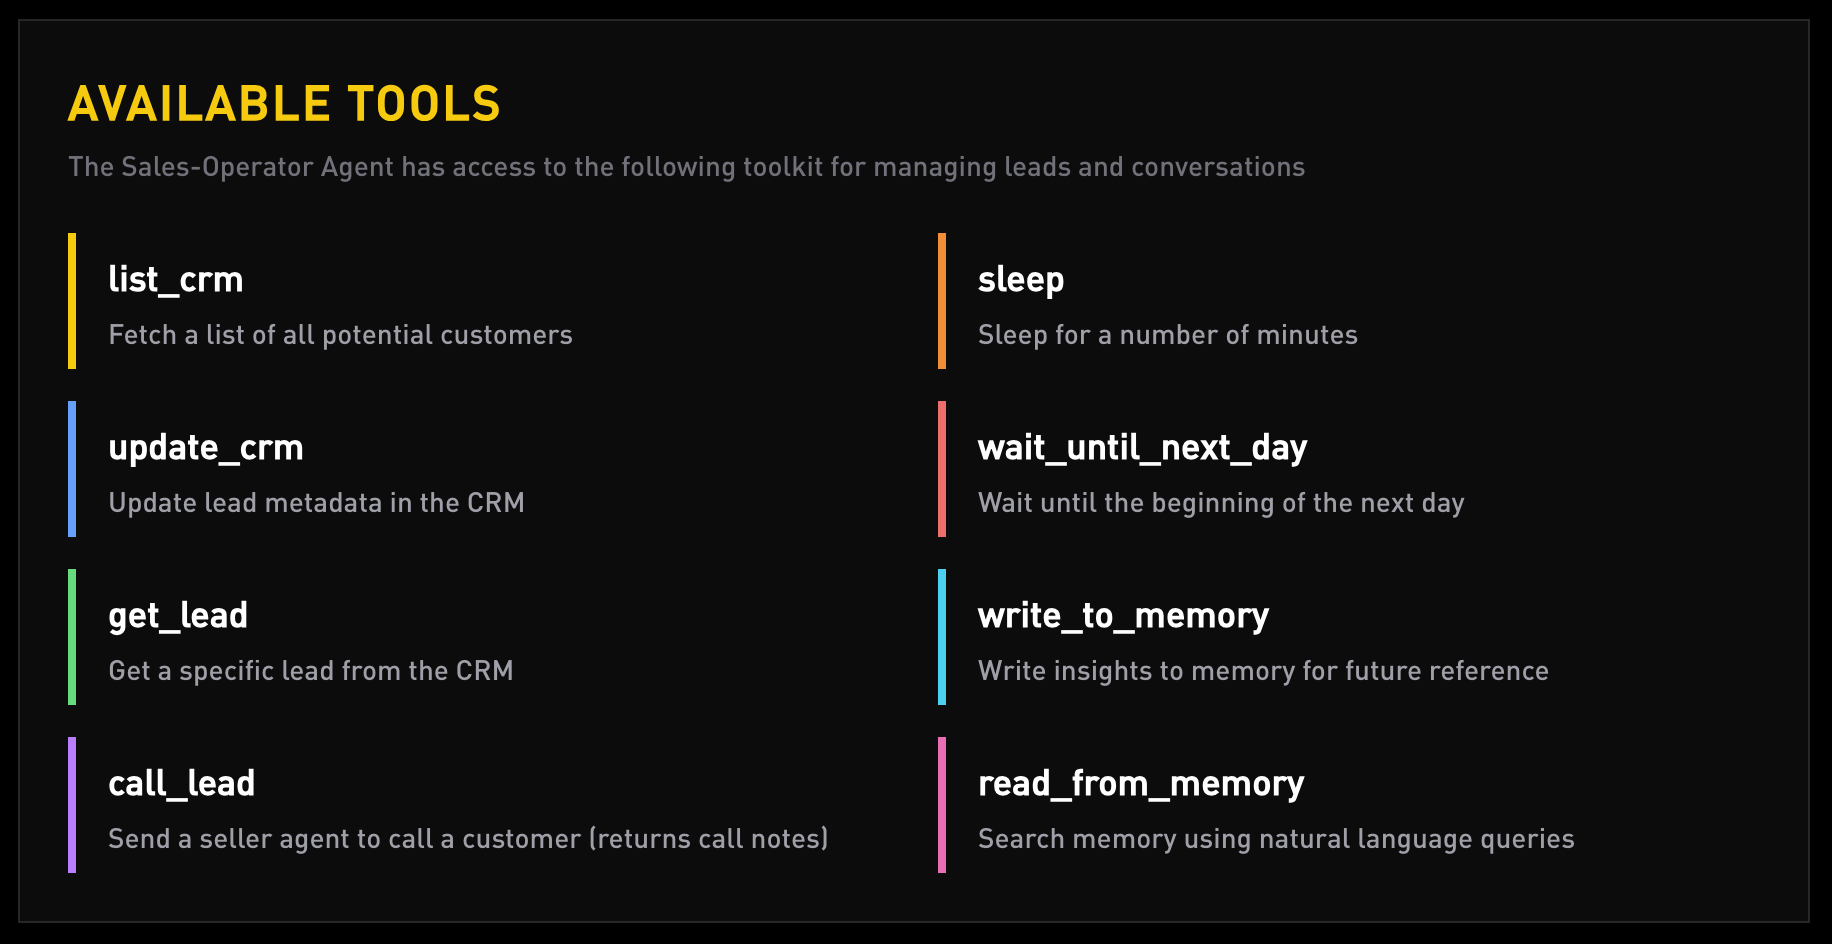 AVAILABLE TOOLS
The Sales-Operator Agent has access to the following toolkit for managing leads and conversations
list_crm
Fetch a list of all potential customers
sleep
Sleep for a number of minutes
update_crm
Update lead metadata in the CRM
wait_until_next_day
Wait until the beginning of the next day
get_lead
Get a specific lead from the CRM
write_to_memory
Write insights to memory for future reference
call_lead
Send a seller agent to call a customer (returns call notes)
read_from_memory
Search memory using natural language queries